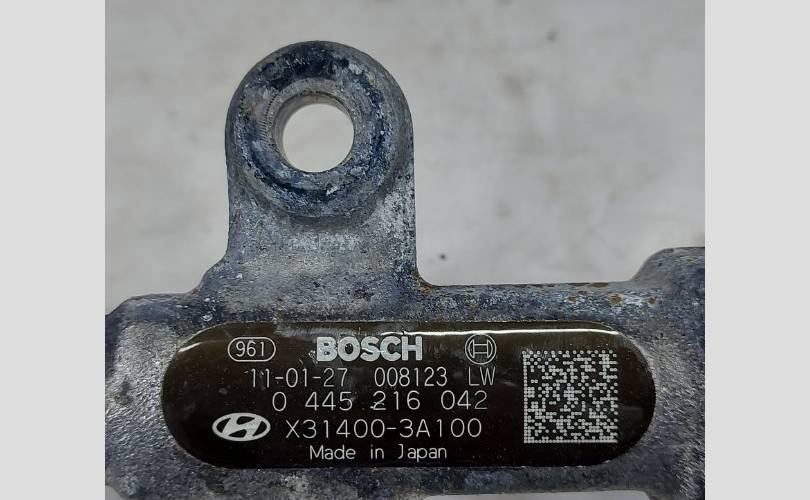 961 BOSCH
11-01-27 008123 LW
0 445 216 042
X31400-3A100
Made in Japan